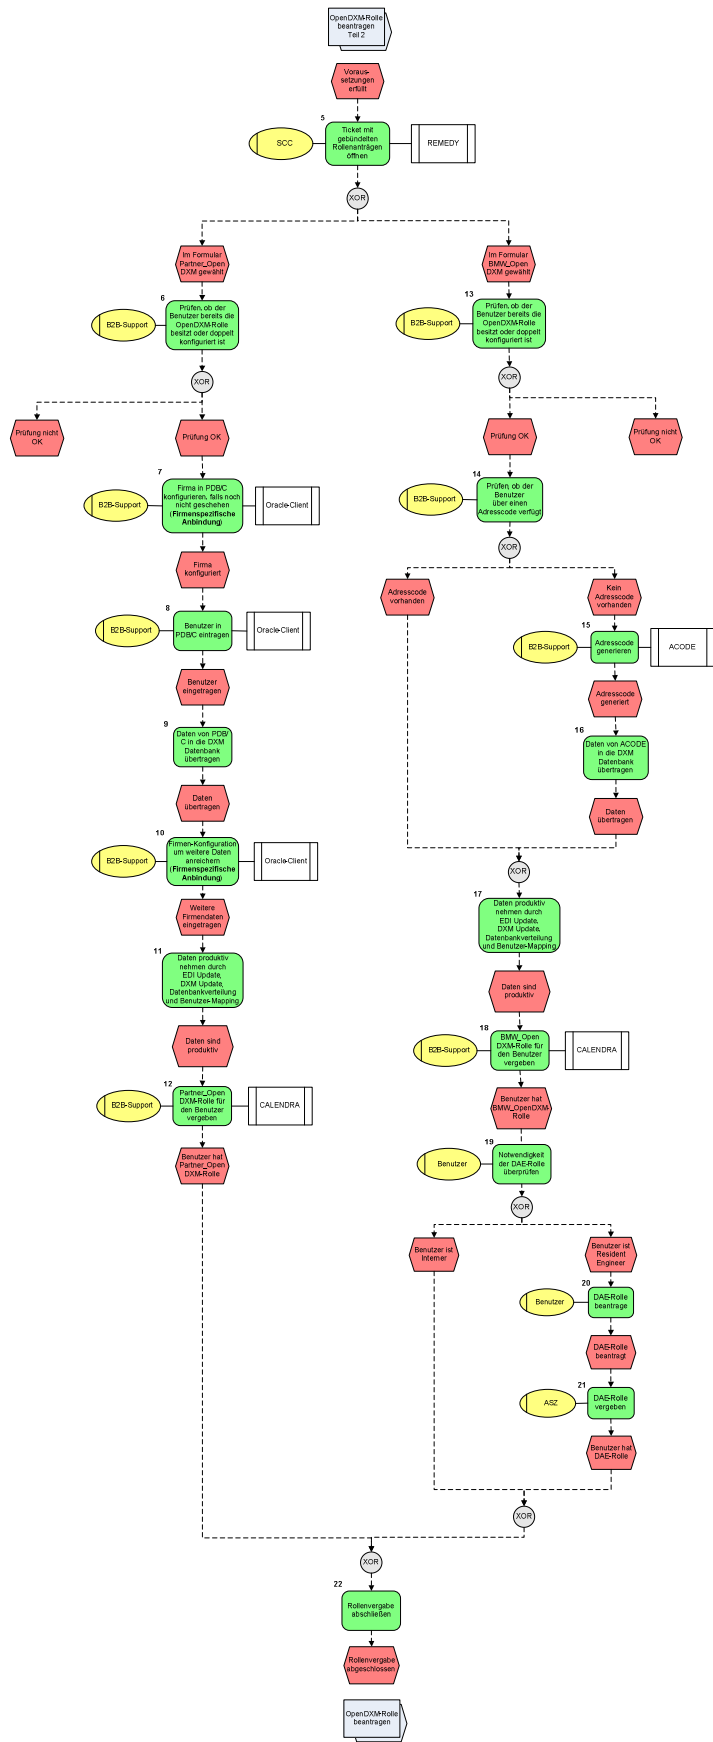 OpenDXM-Rolle
beantragen
Teil 2
Voraus-
setzungen
erfüllt
5
Ticket mit
gebündelten
Rollenanträgen
öffnen
SCC
REMEDY
XOR
Im Formular
Partner_Open
DXM gewählt
6
Prüfen, ob der
Benutzer bereits die
OpenDXM-Rolle
besitzt oder doppelt
konfiguriert ist
B2B-Support
XOR
Prüfung nicht
OK
Prüfung OK
7
Firma in PDB/C
konfigurieren, falls noch
nicht geschehen
(Firmenspezifische
Anbindung)
B2B-Support
Oracle-Client
Firma
konfiguriert
8
Benutzer in
PDB/C eintragen
B2B-Support
Oracle-Client
Benutzer
eingetragen
9
Daten von PDB/
C in die DXM
Datenbank
übertragen
Daten
übertragen
10
Firmen-Konfiguration
um weitere Daten
anreichern
(Firmenspezifische
Anbindung)
B2B-Support
Oracle-Client
Weitere
Firmendaten
eingetragen
11
Daten produktiv
nehmen durch
EDI Update,
DXM Update,
Datenbankverteilung
und Benutzer- Mapping
Daten sind
produktiv
12
Partner_Open
DXM-Rolle für
den Benutzer
vergeben
B2B-Support
CALENDRA
Benutzer hat
Partner_Open
DXM-Rolle
Im Formular
BMW_Open
DXM gewählt
13
Prüfen, ob der
Benutzer bereits die
OpenDXM-Rolle
besitzt oder doppelt
konfiguriert ist
B2B-Support
XOR
Prüfung OK
Prüfung nicht
OK
14
Prüfen, ob der
Benutzer
über einen
Adresscode verfügt
B2B-Support
XOR
Adresscode
vorhanden
Kein
Adresscode
vorhanden
15
Adresscode
generieren
B2B-Support
ACODE
Adresscode
generiert
16
Daten von ACODE
in die DXM
Datenbank
übertragen
Daten
übertragen
XOR
17
Daten produktiv
nehmen durch
EDI Update,
DXM Update,
Datenbankverteilung
und Benutzer-Mapping
Daten sind
produktiv
18
BMW_Open
DXM-Rolle für
den Benutzer
vergeben
B2B-Support
CALENDRA
Benutzer hat
BMW_OpenDXM-
Rolle
19
Notwendigkeit
der DAE-Rolle
überprüfen
Benutzer
XOR
Benutzer ist
Interner
Benutzer ist
Resident
Engineer
20
DAE-Rolle
beantrage
Benutzer
DAE-Rolle
beantragt
21
DAE-Rolle
vergeben
ASZ
Benutzer hat
DAE-Rolle
XOR
XOR
22
Rollenvergabe
abschließen
Rollenvergabe
abgeschlossen
OpenDXM-Rolle
beantragen